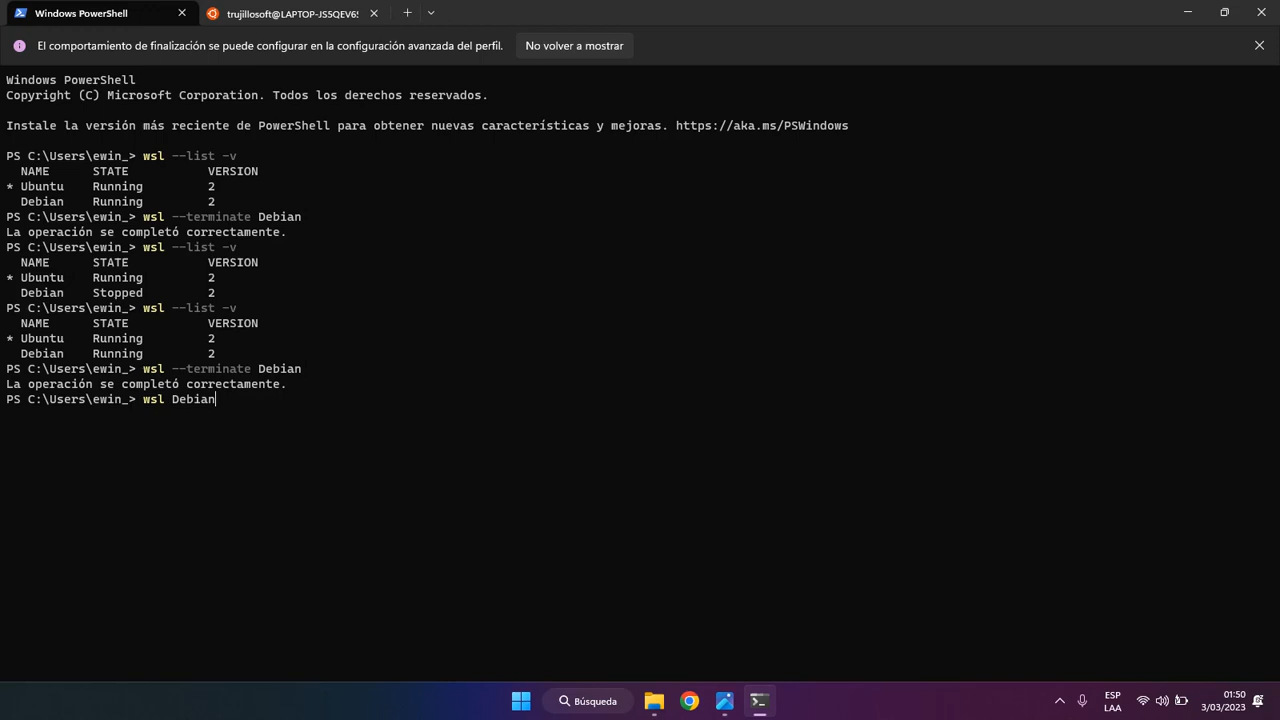 Windows PowerShell
trujillosoft@LAPTOP-JS5QEV6S
El comportamiento de finalización se puede configurar en la configuración avanzada del perfil.
No volver a mostrar
Windows PowerShell
Copyright (C) Microsoft Corporation. Todos los derechos reservados.
Instale la versión más reciente de PowerShell para obtener nuevas características y mejoras. https://aka.ms/PSWindows
PS C:\Users\ewin_> wsl --list -v
NAME STATE VERSION
* Ubuntu Running 2
Debian Running 2
PS C:\Users\ewin_> wsl --terminate Debian
La operación se completó correctamente.
PS C:\Users\ewin_> wsl --list -v
NAME STATE VERSION
* Ubuntu Running 2
Debian Stopped 2
PS C:\Users\ewin_> wsl --list -v
NAME STATE VERSION
* Ubuntu Running 2
Debian Running 2
PS C:\Users\ewin_> wsl --terminate Debian
La operación se completó correctamente.
PS C:\Users\ewin_> wsl Debian
Búsqueda
ESP
LAA
01:50
3/03/2023